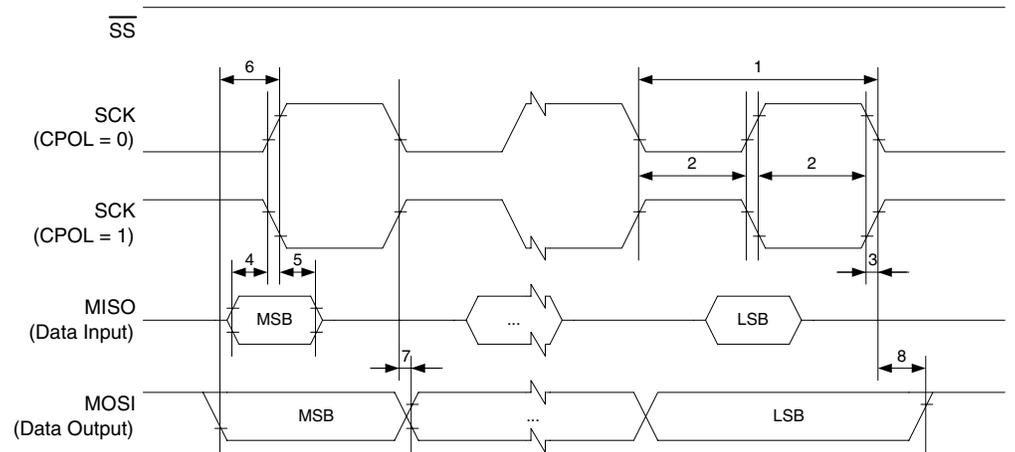 SS
6
1
SCK
(CPOL = 0)
2
2
SCK
(CPOL = 1)
4
5
3
MISO
(Data Input)
MSB
...
LSB
7
8
MOSI
(Data Output)
MSB
...
LSB